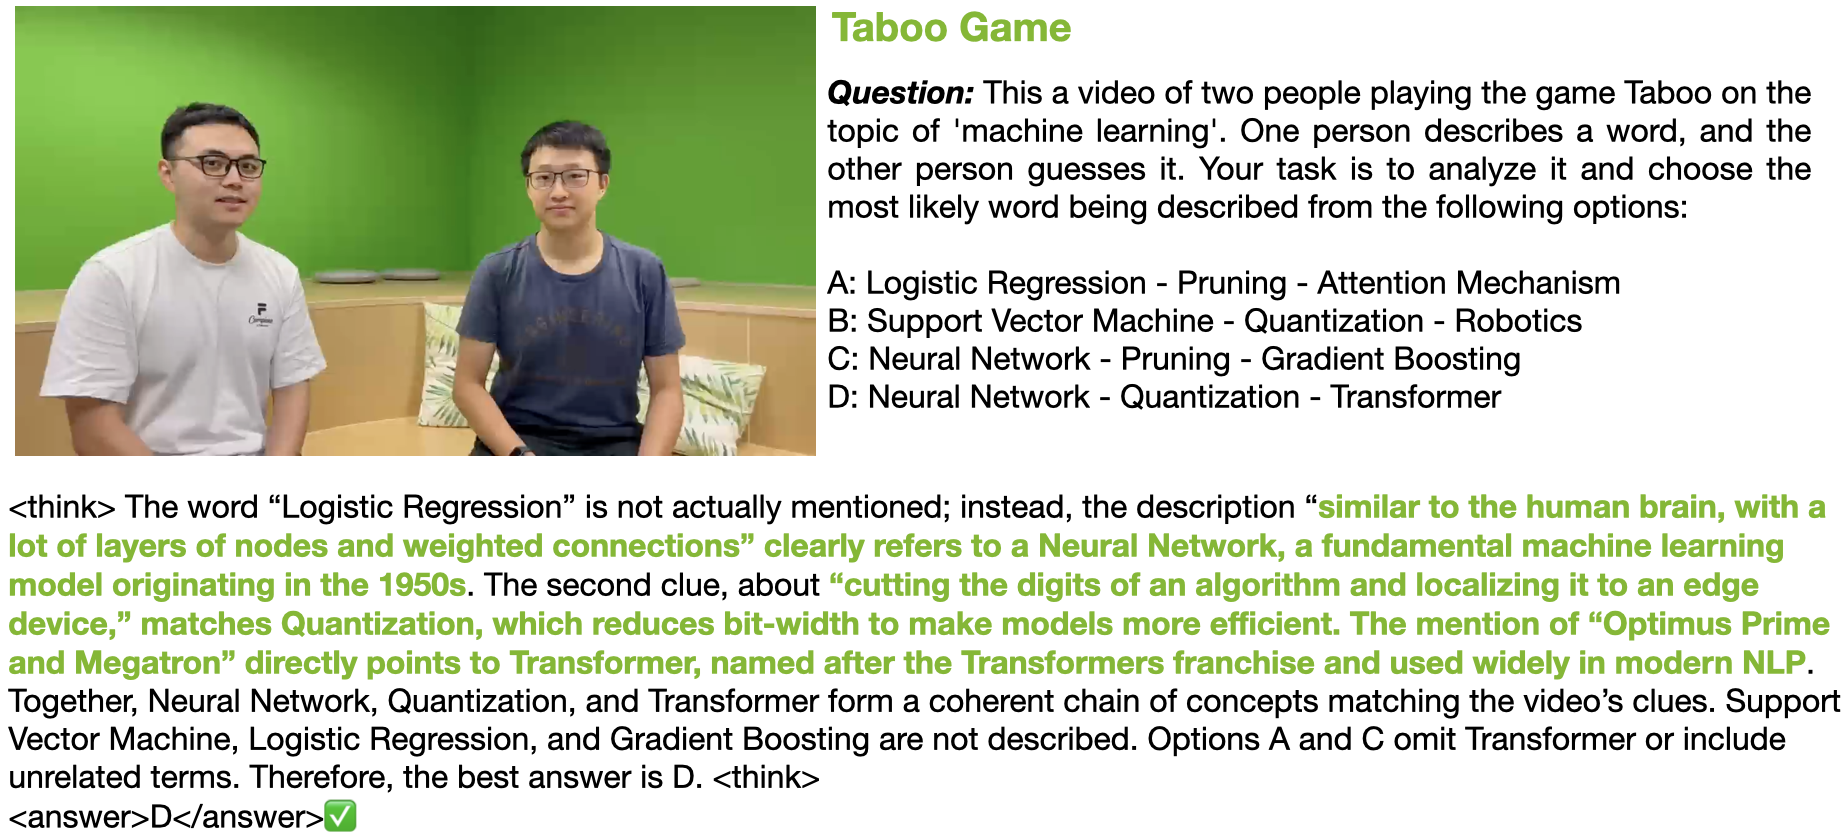 Taboo Game
Question: This a video of two people playing the game Taboo on the
topic of 'machine learning'. One person describes a word, and the
other person guesses it. Your task is to analyze it and choose the
most likely word being described from the following options:
A: Logistic Regression - Pruning - Attention Mechanism
B: Support Vector Machine - Quantization - Robotics
C: Neural Network - Pruning - Gradient Boosting
D: Neural Network - Quantization - Transformer
<think> The word “Logistic Regression” is not actually mentioned; instead, the description “similar to the human brain, with a
lot of layers of nodes and weighted connections” clearly refers to a Neural Network, a fundamental machine learning
model originating in the 1950s. The second clue, about “cutting the digits of an algorithm and localizing it to an edge
device,” matches Quantization, which reduces bit-width to make models more efficient. The mention of “Optimus Prime
and Megatron” directly points to Transformer, named after the Transformers franchise and used widely in modern NLP.
Together, Neural Network, Quantization, and Transformer form a coherent chain of concepts matching the video’s clues. Support
Vector Machine, Logistic Regression, and Gradient Boosting are not described. Options A and C omit Transformer or include
unrelated terms. Therefore, the best answer is D. <think>
<answer>D</answer>✅